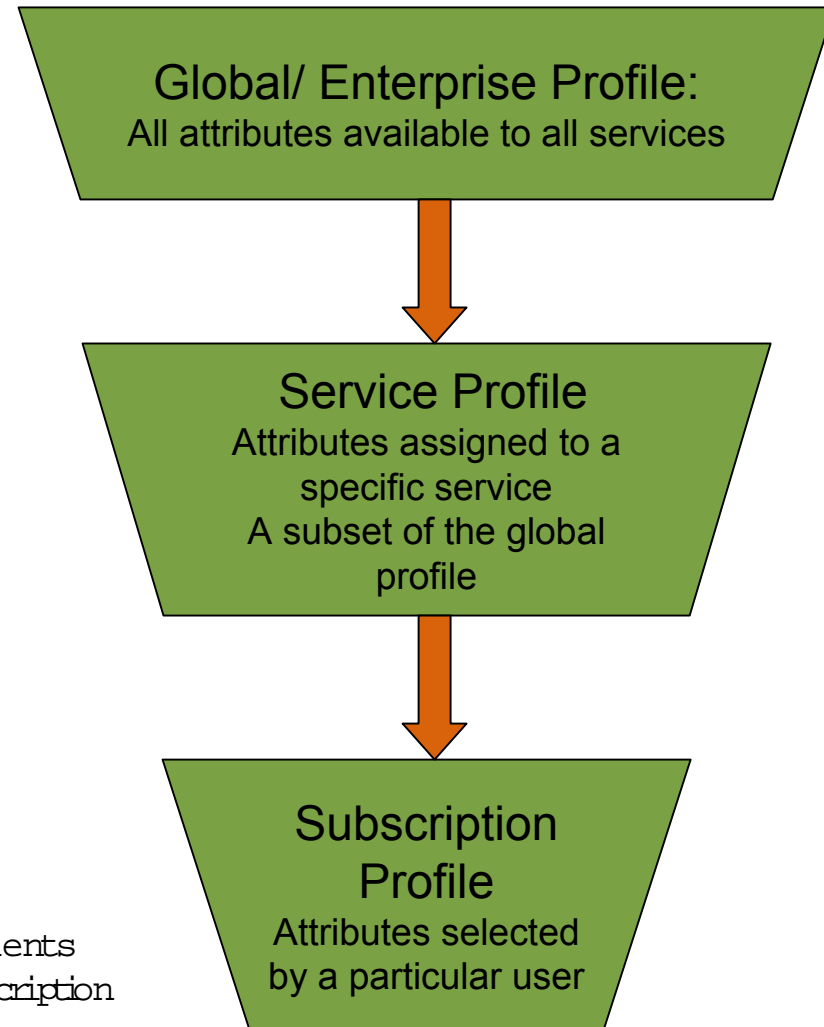 Global/ Enterprise Profile:
All attributes available to all services
Service Profile
Attributes assigned to a
specific service
A subset of the global
profile
Subscription
Profile
Attributes selected
by a particular user